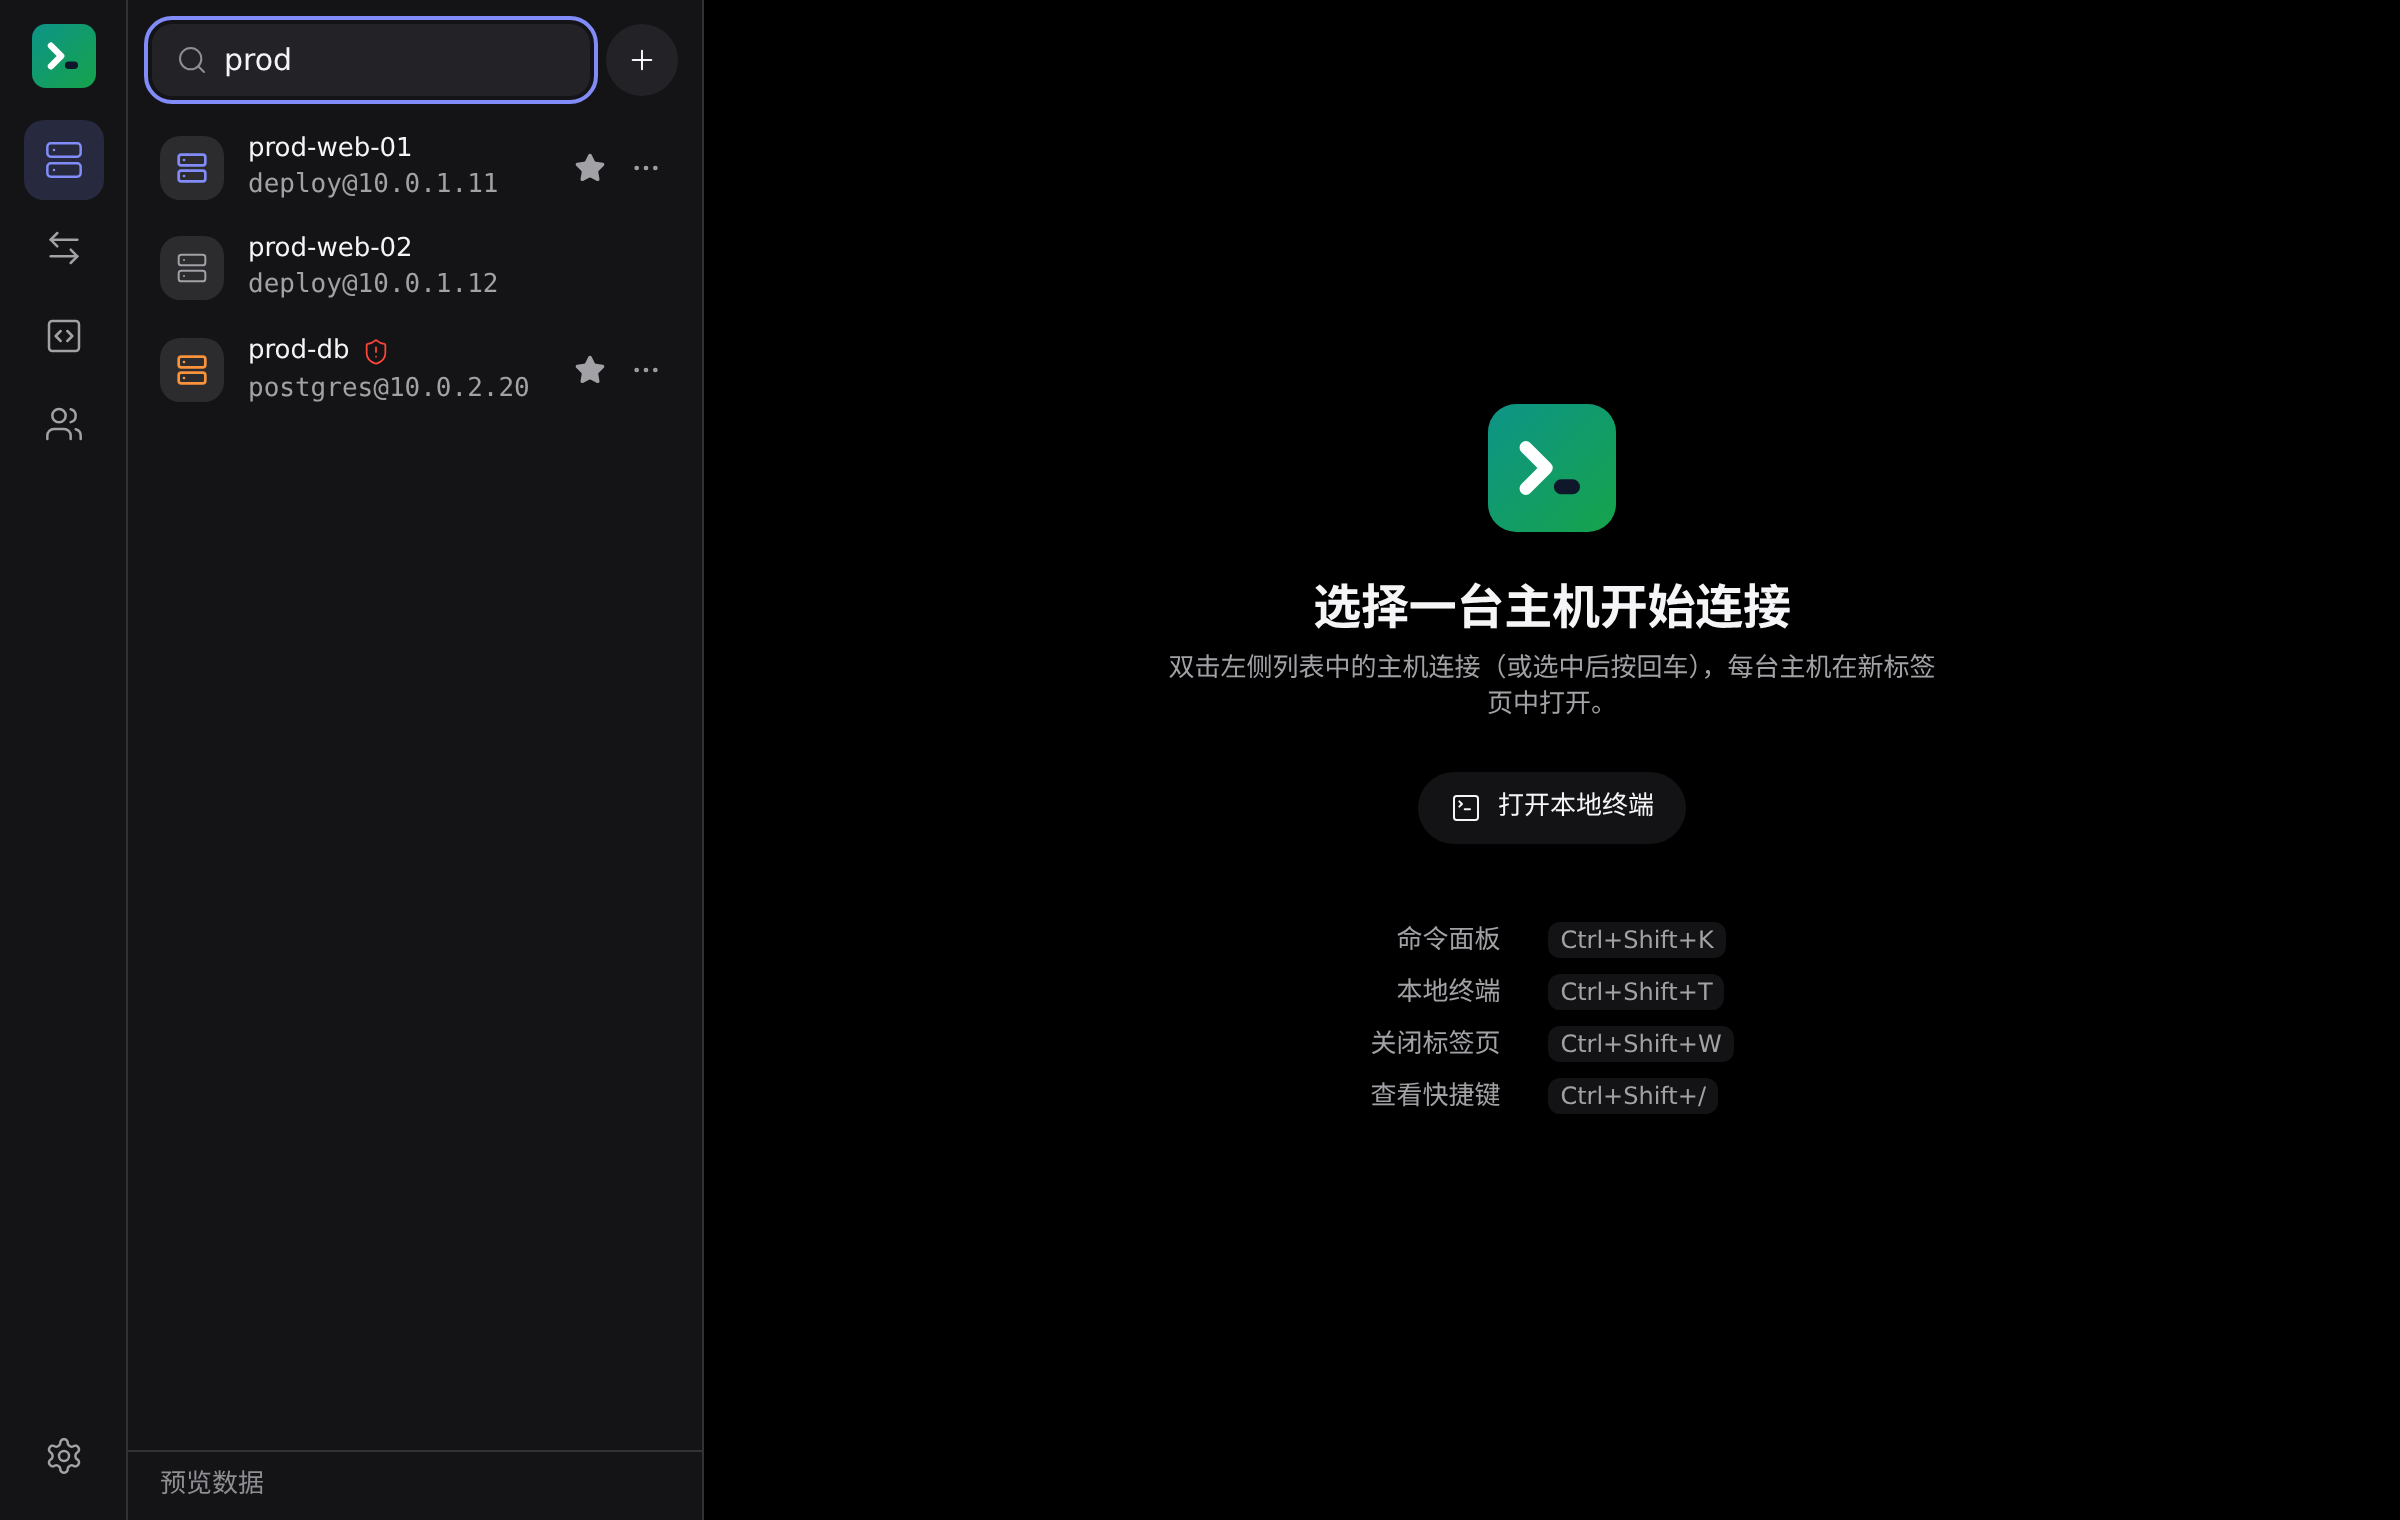 prod
prod-web-01
deploy@10.0.1.11
prod-web-02
deploy@10.0.1.12
prod-db
postgres@10.0.2.20
预览数据
选择一台主机开始连接
双击左侧列表中的主机连接（或选中后按回车），每台主机在新标签
页中打开。
打开本地终端
命令面板 Ctrl+Shift+K
本地终端 Ctrl+Shift+T
关闭标签页 Ctrl+Shift+W
查看快捷键 Ctrl+Shift+/